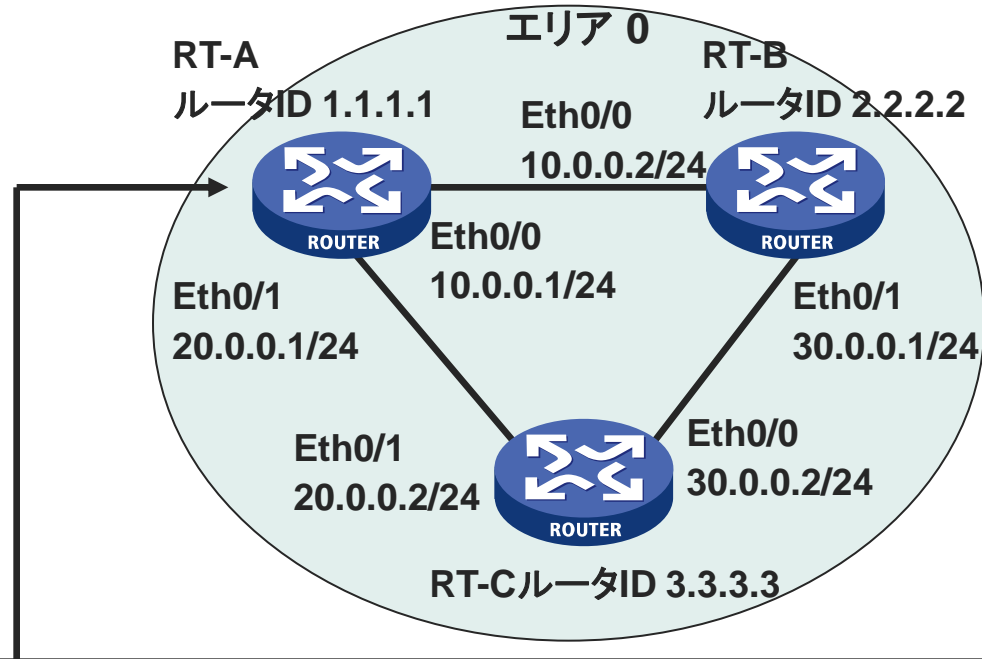 エリア 0
RT-A
ルータID 1.1.1.1
RT-B
ルータID 2.2.2.2
Eth0/0
10.0.0.2/24
ROUTER
ROUTER
Eth0/0
10.0.0.1/24
Eth0/1
20.0.0.1/24
Eth0/1
30.0.0.1/24
Eth0/1
20.0.0.2/24
Eth0/0
30.0.0.2/24
ROUTER
RT-CルータID 3.3.3.3